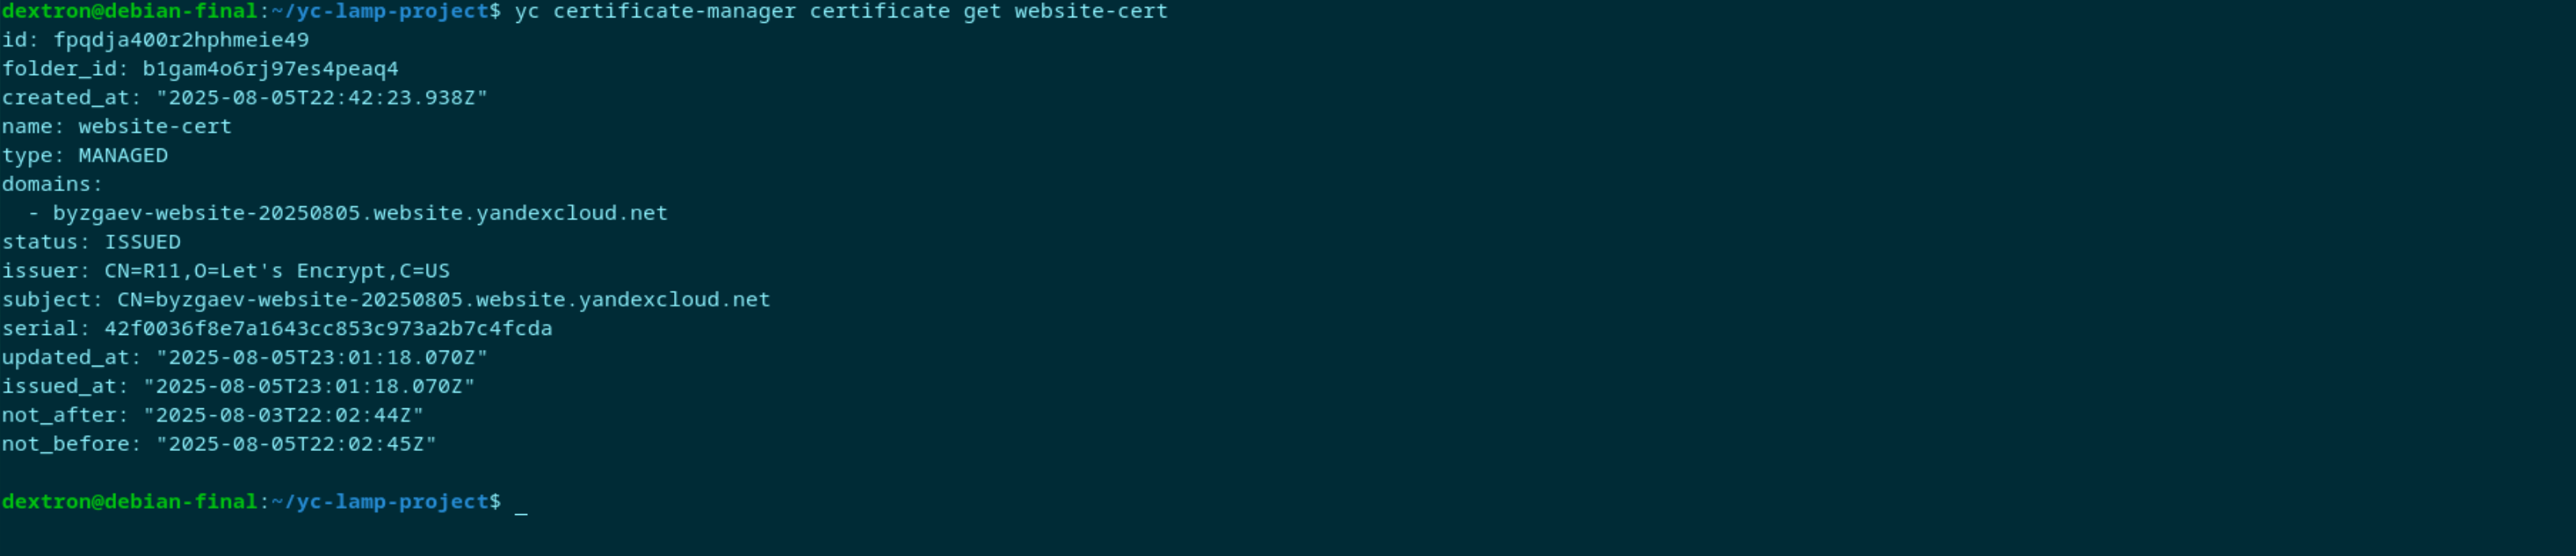 dextron@debian-final:~/yc-lamp-project$ yc certificate-manager certificate get website-cert
id: fpqdja400r2hphmeie49
folder_id: b1gam4o6rj97es4peaq4
created_at: "2025-08-05T22:42:23.938Z"
name: website-cert
type: MANAGED
domains:
  - byzgaev-website-20250805.website.yandexcloud.net
status: ISSUED
issuer: CN=R11,O=Let's Encrypt,C=US
subject: CN=byzgaev-website-20250805.website.yandexcloud.net
serial: 42f0036f8e7a1643cc853c973a2b7c4fcda
updated_at: "2025-08-05T23:01:18.070Z"
issued_at: "2025-08-05T23:01:18.070Z"
not_after: "2025-08-03T22:02:44Z"
not_before: "2025-08-05T22:02:45Z"
dextron@debian-final:~/yc-lamp-project$ _